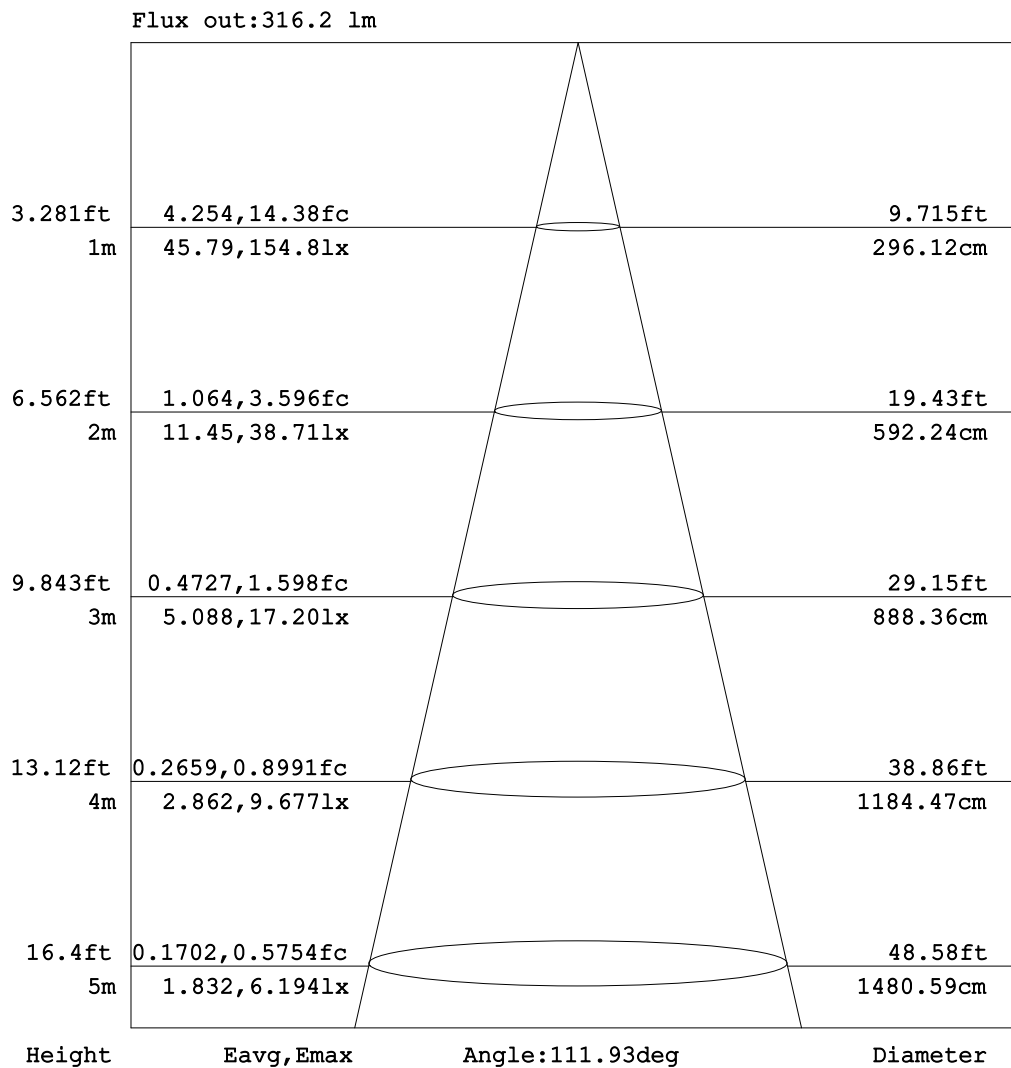 Flux out:316.2 lm
3.281ft 4.254,14.38fc 9.715ft
1m 45.79,154.8lx 296.12cm
6.562ft 1.064,3.596fc 19.43ft
2m 11.45,38.71lx 592.24cm
9.843ft 0.4727,1.598fc 29.15ft
3m 5.088,17.20lx 888.36cm
13.12ft 0.2659,0.8991fc 38.86ft
4m 2.862,9.677lx 1184.47cm
16.4ft 0.1702,0.5754fc 48.58ft
5m 1.832,6.194lx 1480.59cm
Height Eavg,Emax Angle:111.93deg Diameter